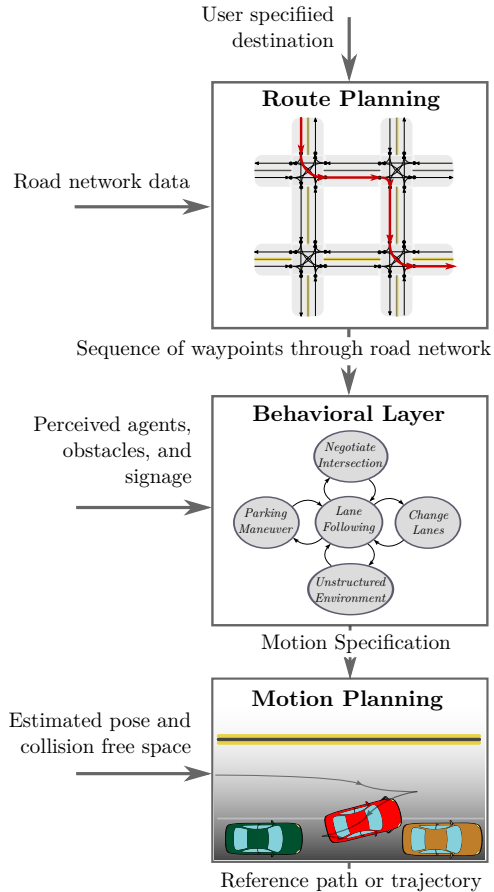 User specifiied
destination
Route Planning
Road network data
Sequence of waypoints through road network
Behavioral Layer
Perceived agents,
obstacles, and
signage
Negotiate
Intersection
Parking
Maneuver
Lane
Following
Change
Lanes
Unstructured
Environment
Motion Specification
Motion Planning
Estimated pose and
collision free space
Reference path or trajectory